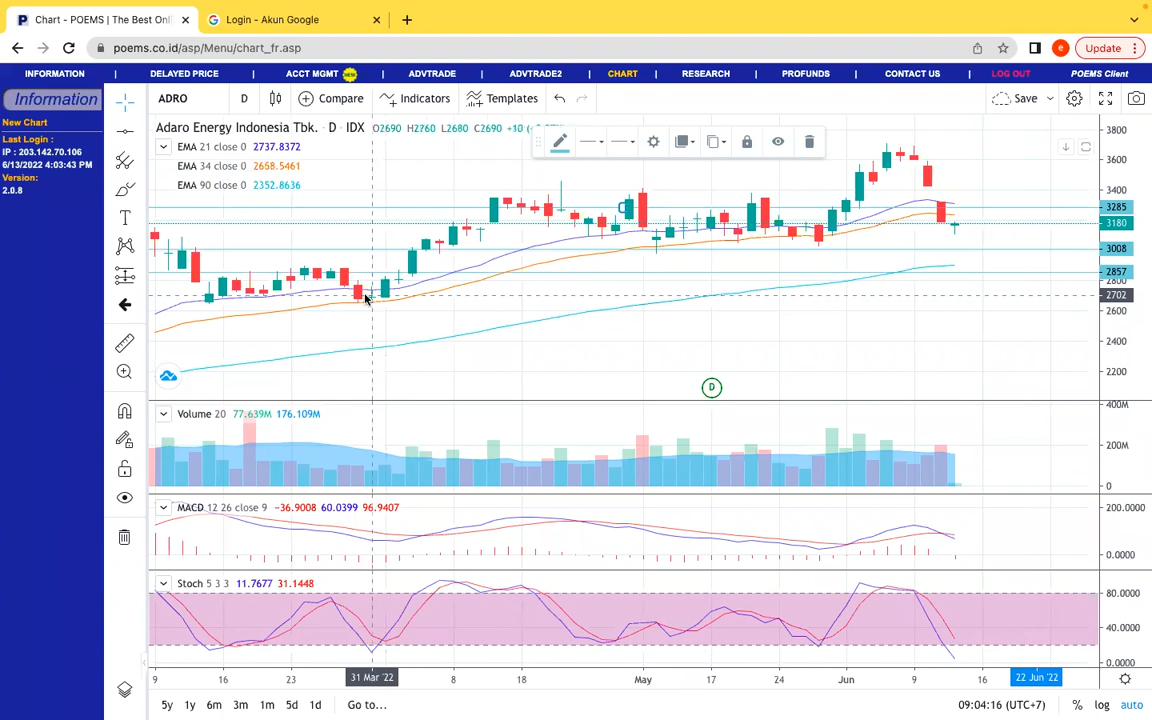 Chart - POEMS | The Best Onl
Login - Akun Google
poems.co.id/asp/Menu/chart_fr.asp
e
Update
INFORMATION | DELAYED PRICE | ACCT MGMT NEW | ADVTRADE | ADVTRADE2 | CHART | RESEARCH | PROFUNDS | CONTACT US | LOG OUT POEMS Client
Information
New Chart
Last Login :
IP : 203.142.70.106
6/13/2022 4:03:43 PM
Version:
2.0.8
ADRO
D
Compare
Indicators
Templates
Save
Adaro Energy Indonesia Tbk. · D · IDX O2690 H2760 L2680 C2690 +10
EMA 21 close 0 2737.8372
EMA 34 close 0 2658.5461
EMA 90 close 0 2352.8636
3800
3600
3400
3285
3180
3008
2857
2800
2702
2600
2400
2200
D
Volume 20 77.639M 176.109M
400M
200M
0
MACD 12 26 close 9 −36.9008 60.0399 96.9407
200.0000
0.0000
Stoch 5 3 3 11.7677 31.1448
80.0000
40.0000
0.0000
9 16 23 31 Mar '22 8 18 May 17 24 Jun 9 16 22 Jun '22
5y 1y 6m 3m 1m 5d 1d Go to...
09:04:16 (UTC+7) % log auto